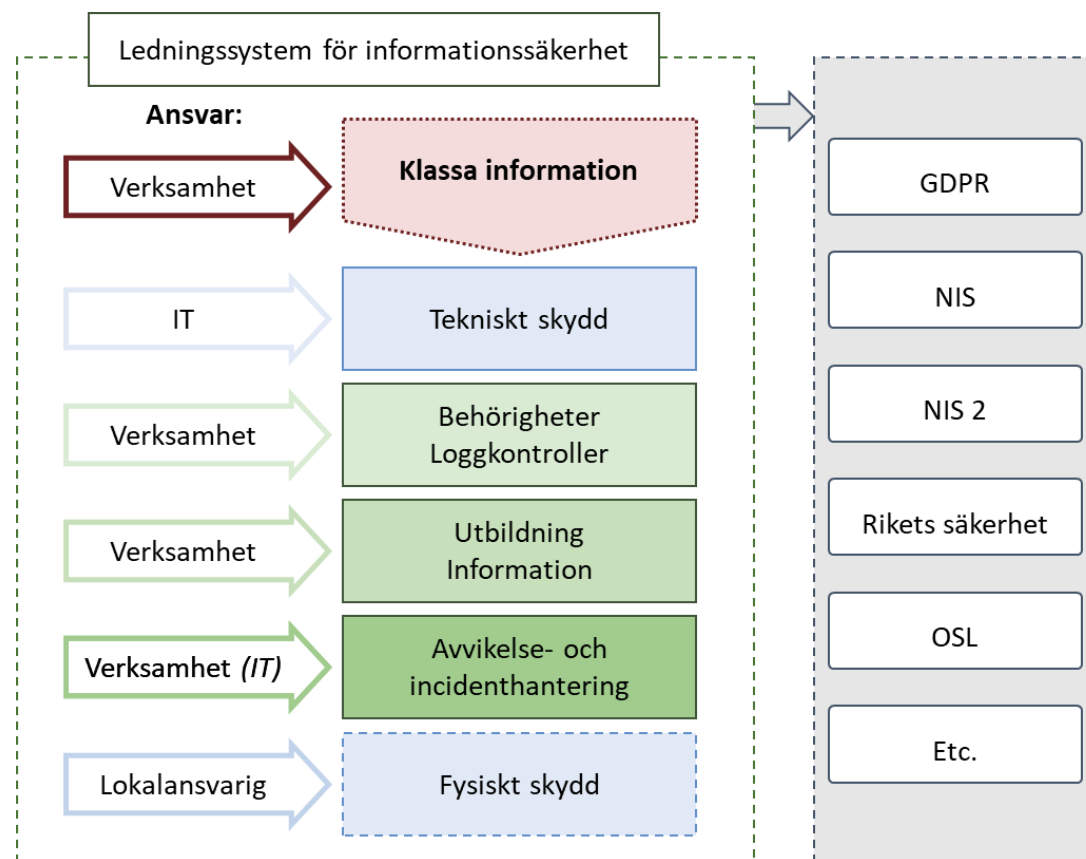 Ledningssystem för informationssäkerhet
Ansvar:
Verksamhet
Klassa information
IT
Tekniskt skydd
Verksamhet
Behörigheter
Loggkontroller
Verksamhet
Utbildning
Information
Verksamhet (IT)
Avvikelse- och
incidenthantering
Lokalansvarig
Fysiskt skydd
GDPR
NIS
NIS 2
Rikets säkerhet
OSL
Etc.